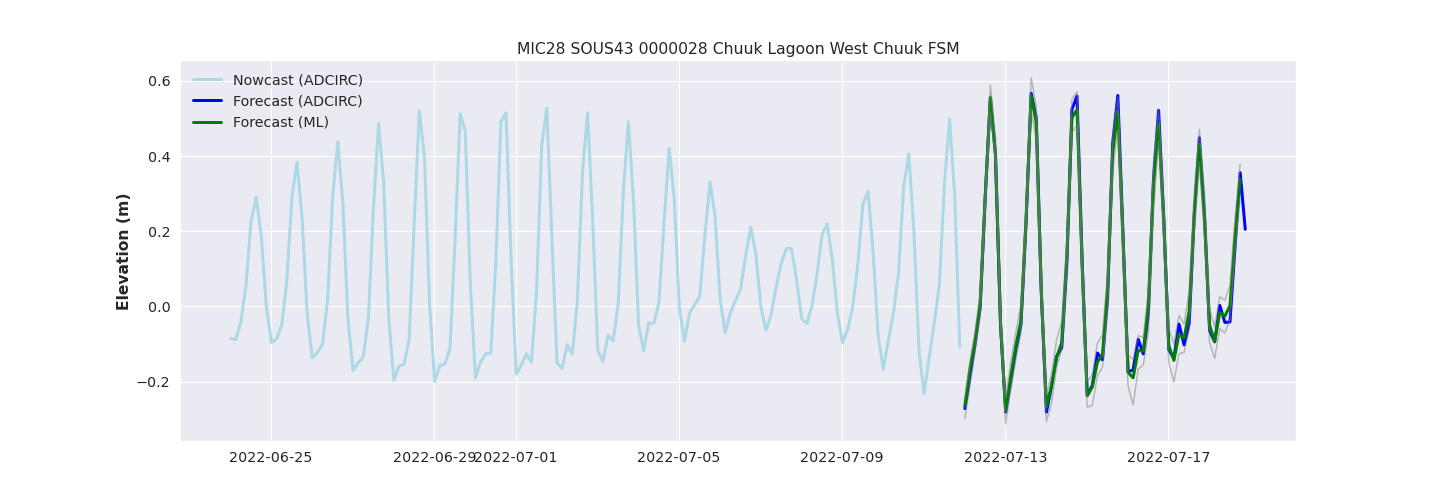 MIC28 SOUS43 0000028 Chuuk Lagoon West Chuuk FSM
Nowcast (ADCIRC)
Forecast (ADCIRC)
Forecast (ML)
Elevation (m)
0.6
0.4
0.2
0.0
−0.2
2022-06-25
2022-06-29
2022-07-01
2022-07-05
2022-07-09
2022-07-13
2022-07-17